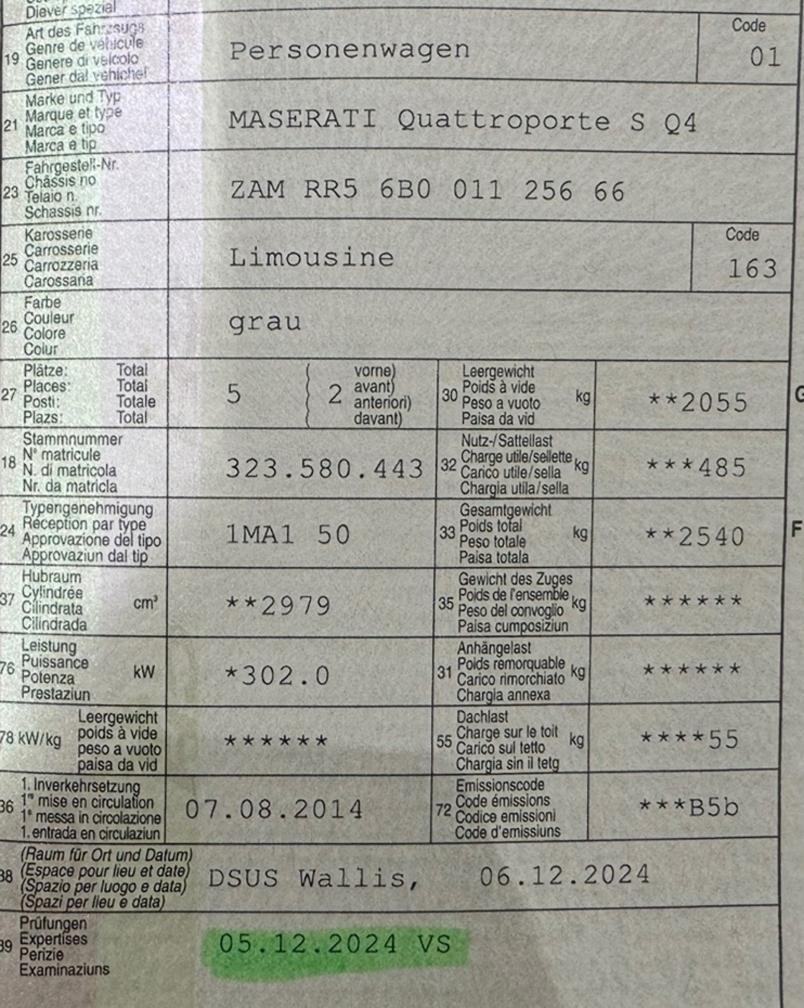 Diever spezial
19 Art des Fahrzeugs
Genre de véhicule
Genere di veicolo
Gener dal vehichel
Personenwagen
Code
01
21 Marke und Typ
Marque et type
Marca e tipo
Marca e tip
MASERATI Quattroporte S Q4
23 Fahrgestell-Nr.
Châssis no
Telaio n.
Schassis nr.
ZAM RR5 6B0 011 256 66
25 Karosserie
Carrosserie
Carrozzeria
Carossaria
Limousine
Code
163
26 Farbe
Couleur
Colore
Colur
grau
27 Plätze: Total
Places: Total
Posti: Totale
Plazs: Total
5 ( 2 vorne)
avant)
anteriori)
davant)
30 Leergewicht
Poids à vide
Peso a vuoto
Paisa da vid
kg
**2055
G
18 Stammnummer
N° matricule
N. di matricola
Nr. da matricla
323.580.443
32 Nutz-/Sattellast
Charge utile/sellette
Carico utile/sella
Chargia utila/sella
kg
***485
24 Typengenehmigung
Réception par type
Approvazione del tipo
Approvaziun dal tip
1MA1 50
33 Gesamtgewicht
Poids total
Peso totale
Paisa totala
kg
**2540
F
37 Hubraum
Cylindrée
Cilindrata
Cilindrada
cm³
**2979
35 Gewicht des Zuges
Poids de l'ensemble
Peso del convoglio
Paisa cumposiziun
kg
******
76 Leistung
Puissance
Potenza
Prestaziun
kW
*302.0
31 Anhängelast
Poids remorquable
Carico rimorchiato
Chargia annexa
kg
******
78 kW/kg Leergewicht
poids à vide
peso a vuoto
paisa da vid
******
55 Dachlast
Charge sur le toit
Carico sul tetto
Chargia sin il tetg
kg
****55
36 1. Inverkehrsetzung
1re mise en circulation
1a messa in circolazione
1. entrada en circulaziun
07.08.2014
72 Emissionscode
Code émissions
Codice emissioni
Code d'emissiuns
***B5b
38 (Raum für Ort und Datum)
(Espace pour lieu et date)
(Spazio per luogo e data)
(Spazi per lieu e data)
DSUS Wallis, 06.12.2024
39 Prüfungen
Expertises
Perizie
Examinaziuns
05.12.2024 VS